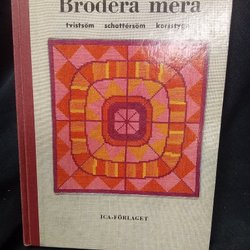 Brodera mera
tvistsöm schattérsöm korsstygn
ICA-FÖRLAGET